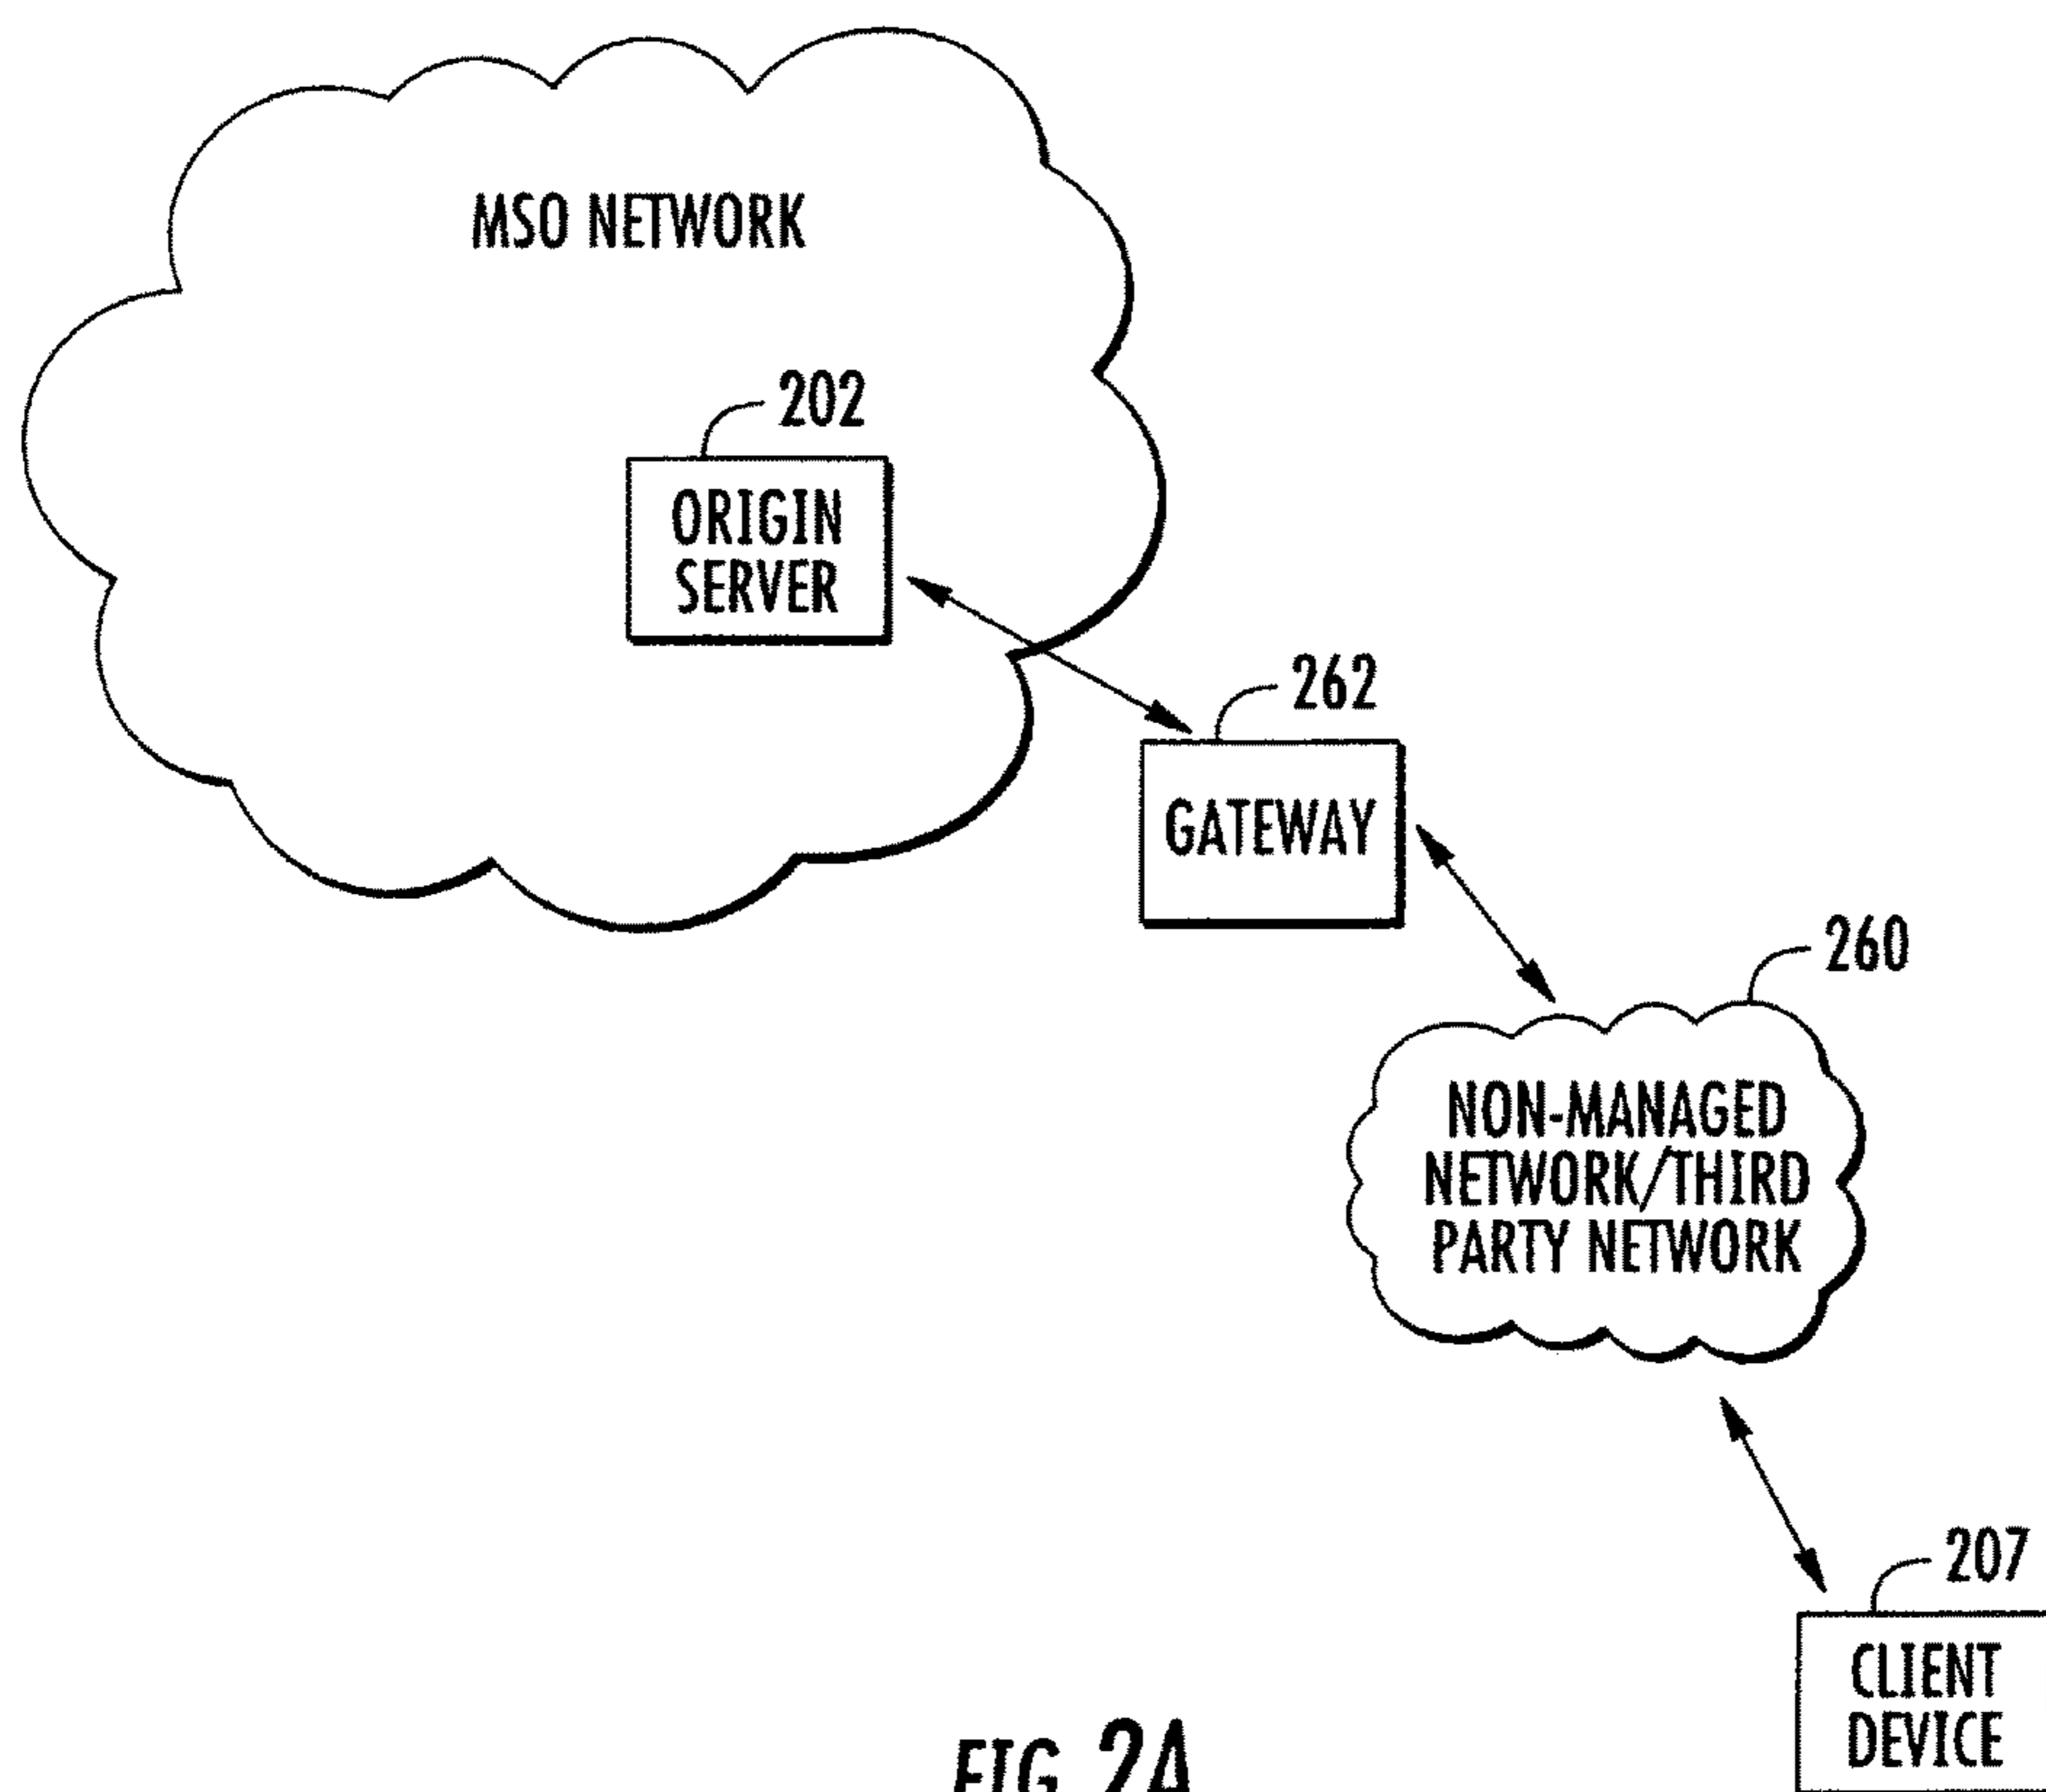 MSO NETWORK
202
ORIGIN
SERVER
262
GATEWAY
260
NON-MANAGED
NETWORK/THIRD
PARTY NETWORK
207
CLIENT
DEVICE
FIG. 2A